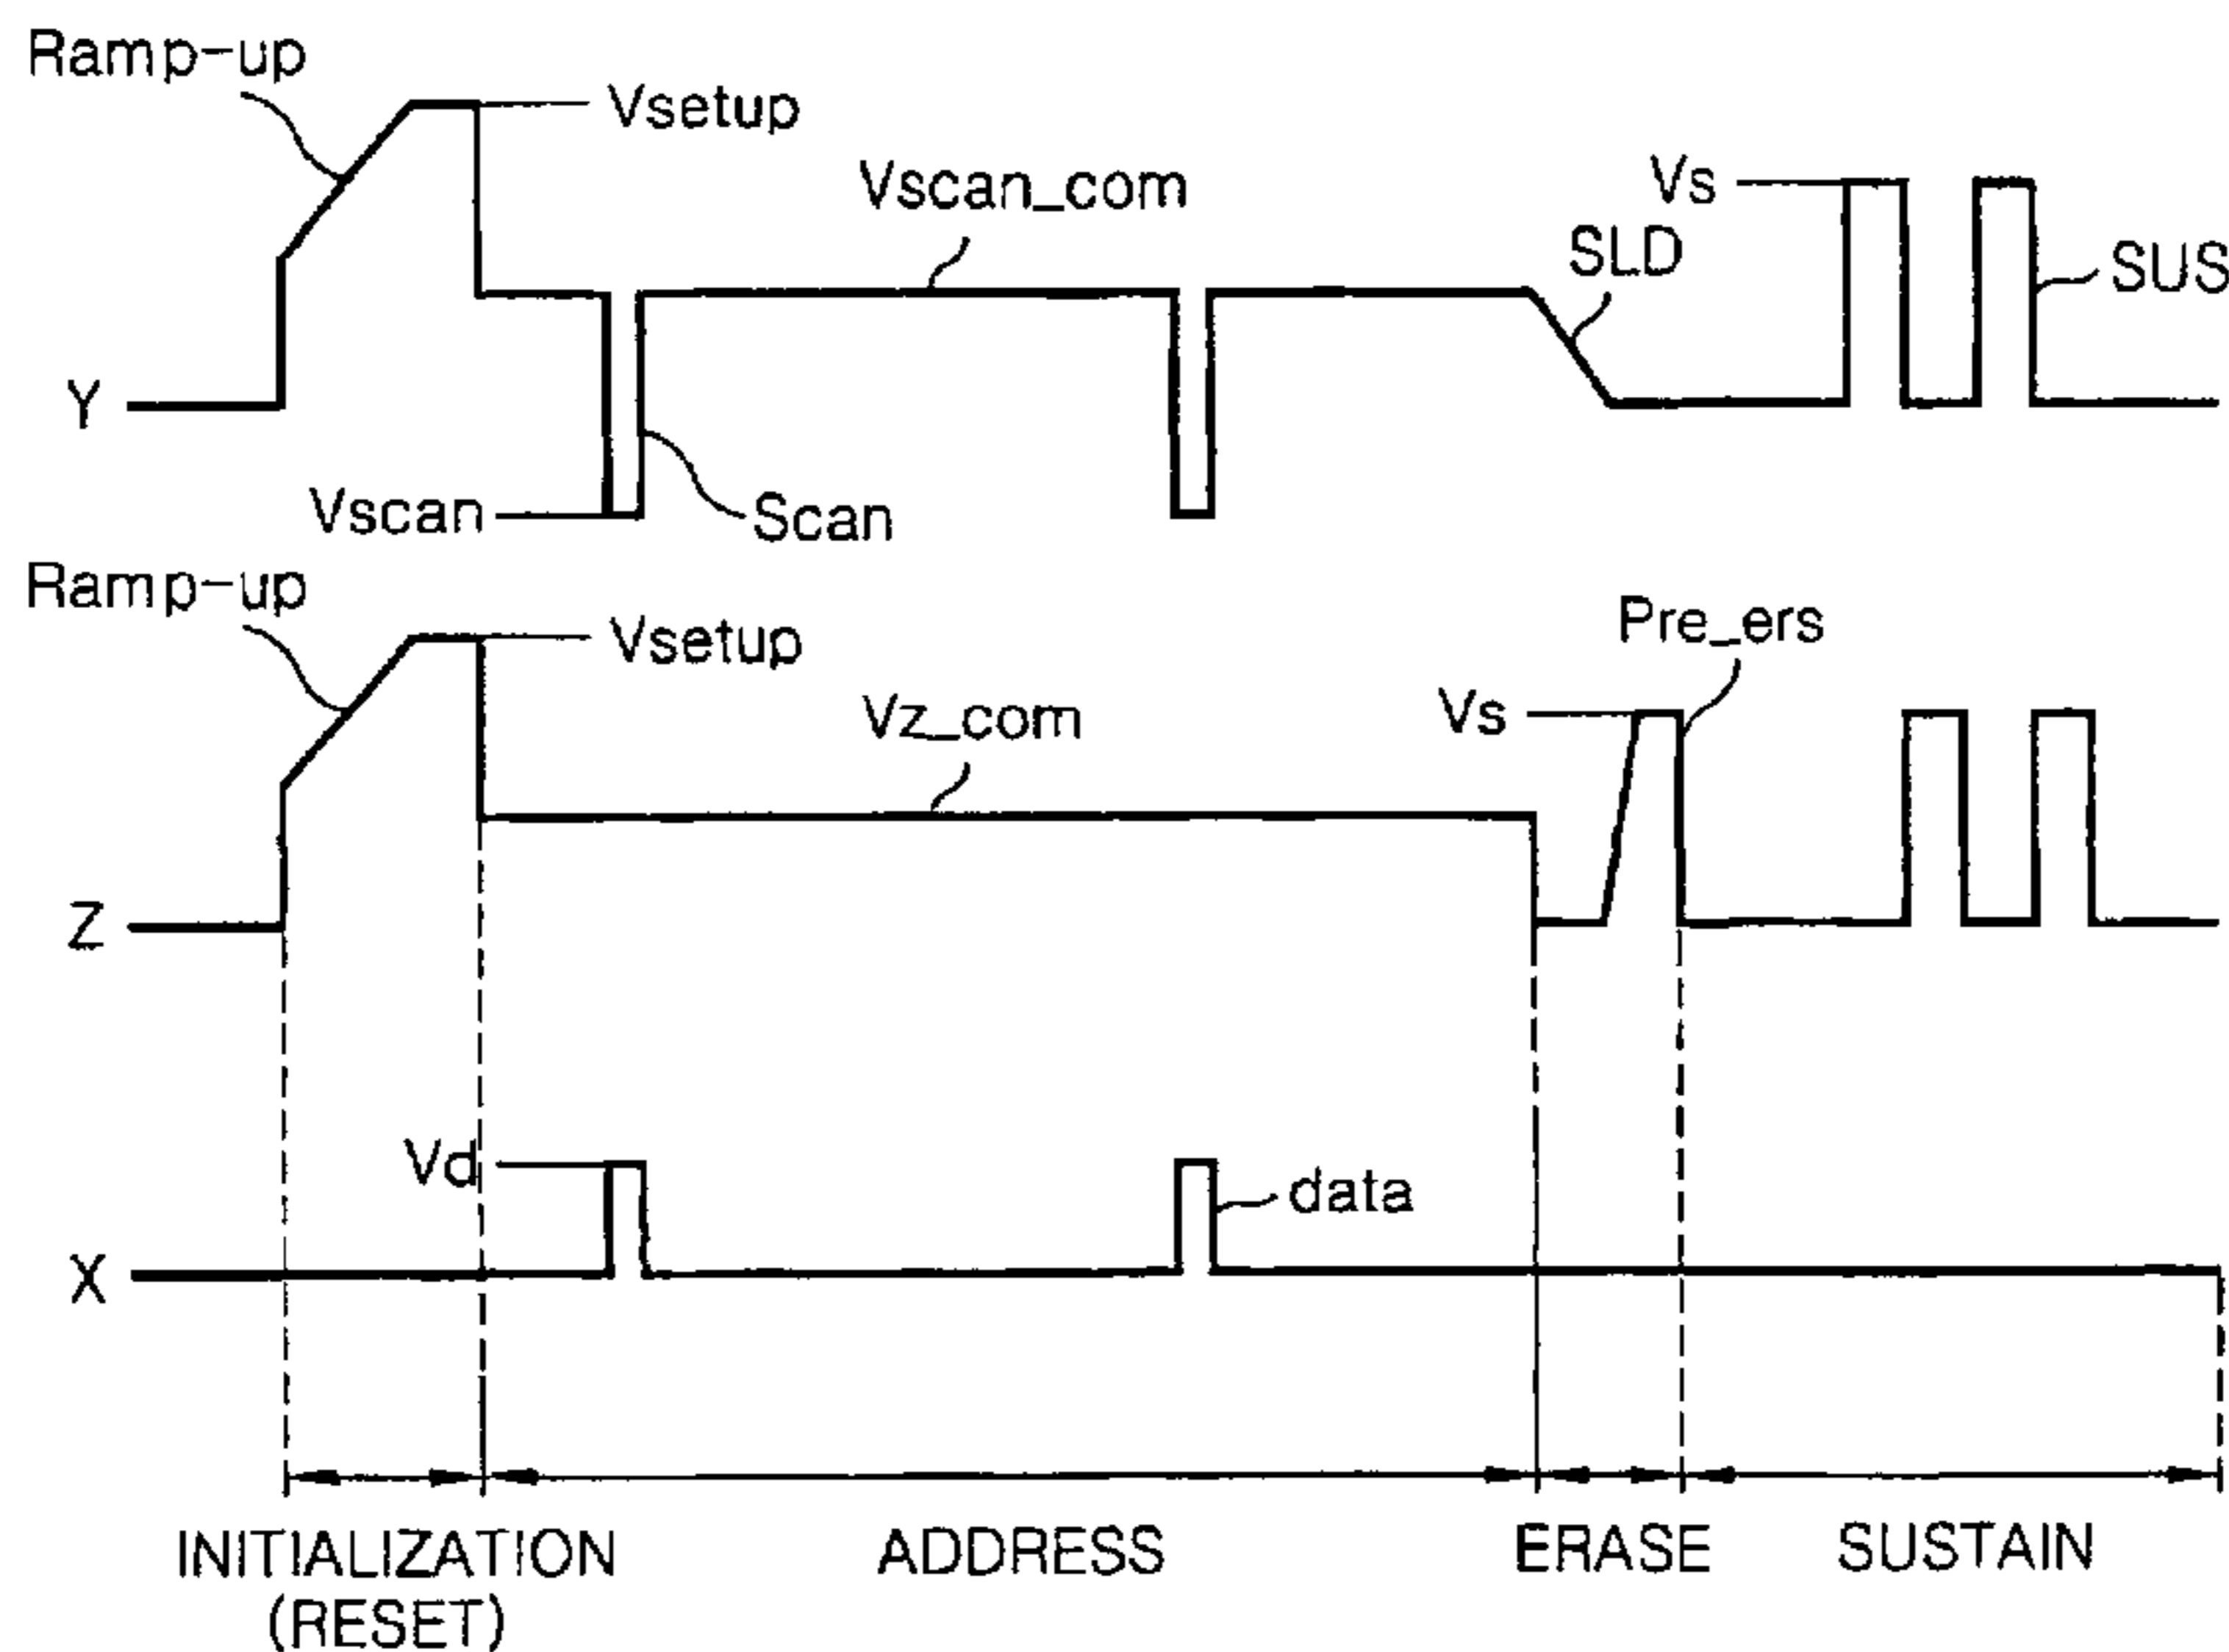 Ramp-up
Vsetup
Vscan_com
Vs
SLD
SUS
Y
Vscan
Scan
Ramp-up
Vsetup
Vz_com
Pre_ers
Vs
Z
Vd
data
X
INITIALIZATION
(RESET)
ADDRESS
ERASE
SUSTAIN